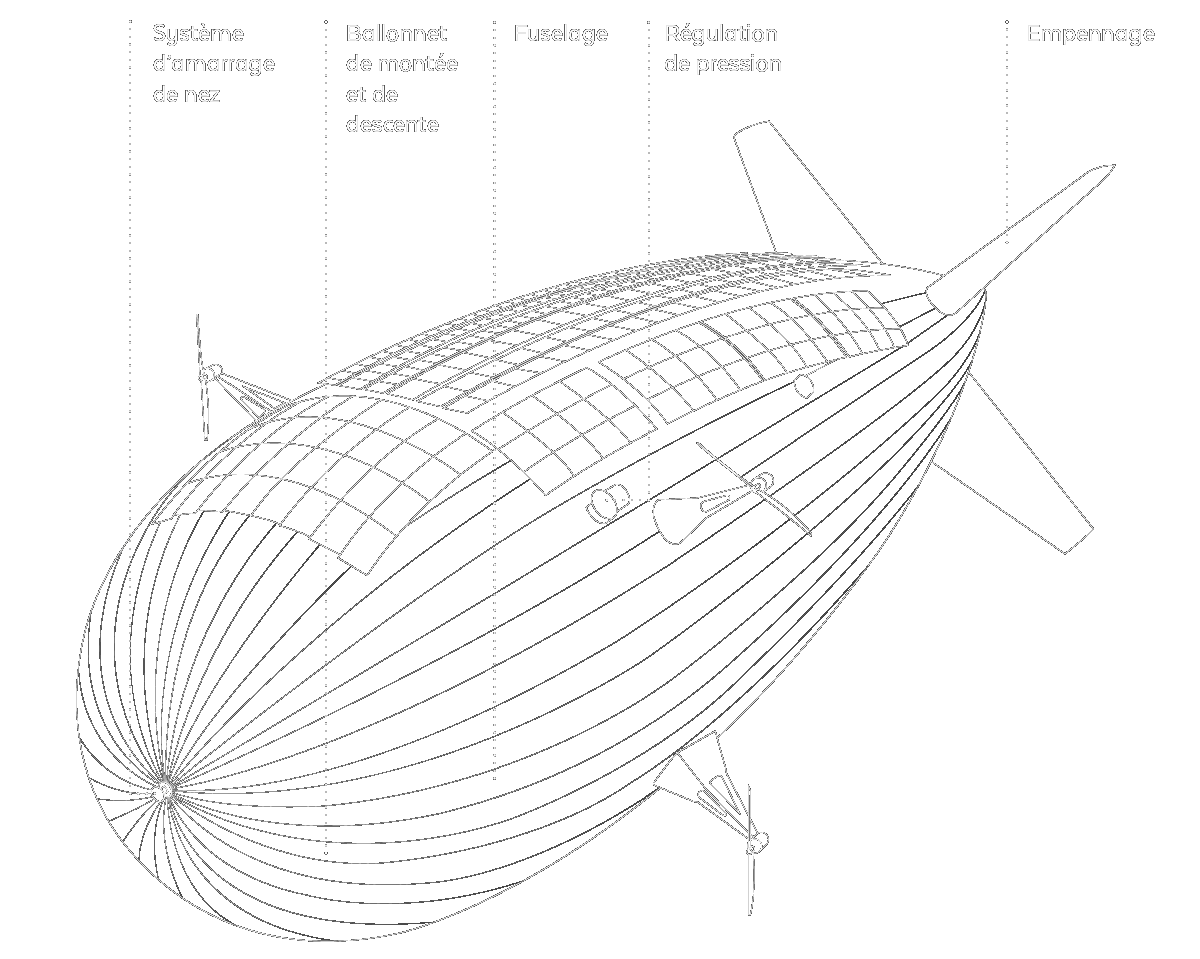 Système
d'amarrage
de nez
Ballonnet
de montée
et de
descente
Fuselage
Régulation
de pression
Empennage